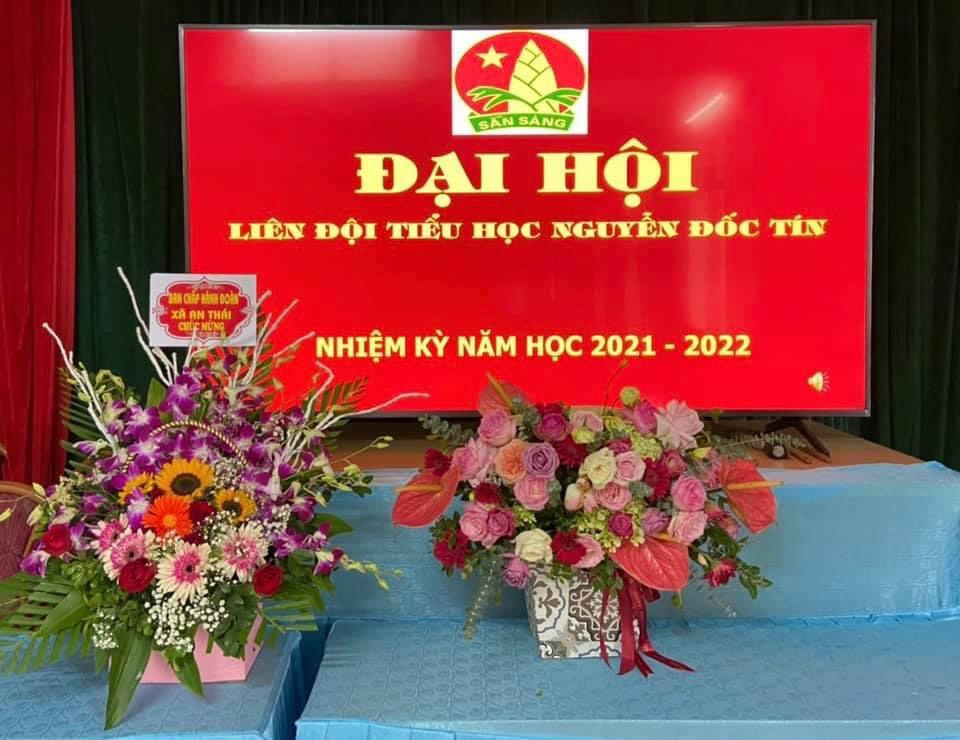 SẴN SÀNG
ĐẠI HỘI
LIÊN ĐỘI TIỂU HỌC NGUYỄN ĐỐC TÍN
NHIỆM KỲ NĂM HỌC 2021 - 2022
BAN CHẤP HÀNH ĐOÀN
XÃ AN THÁI
CHÚC MỪNG